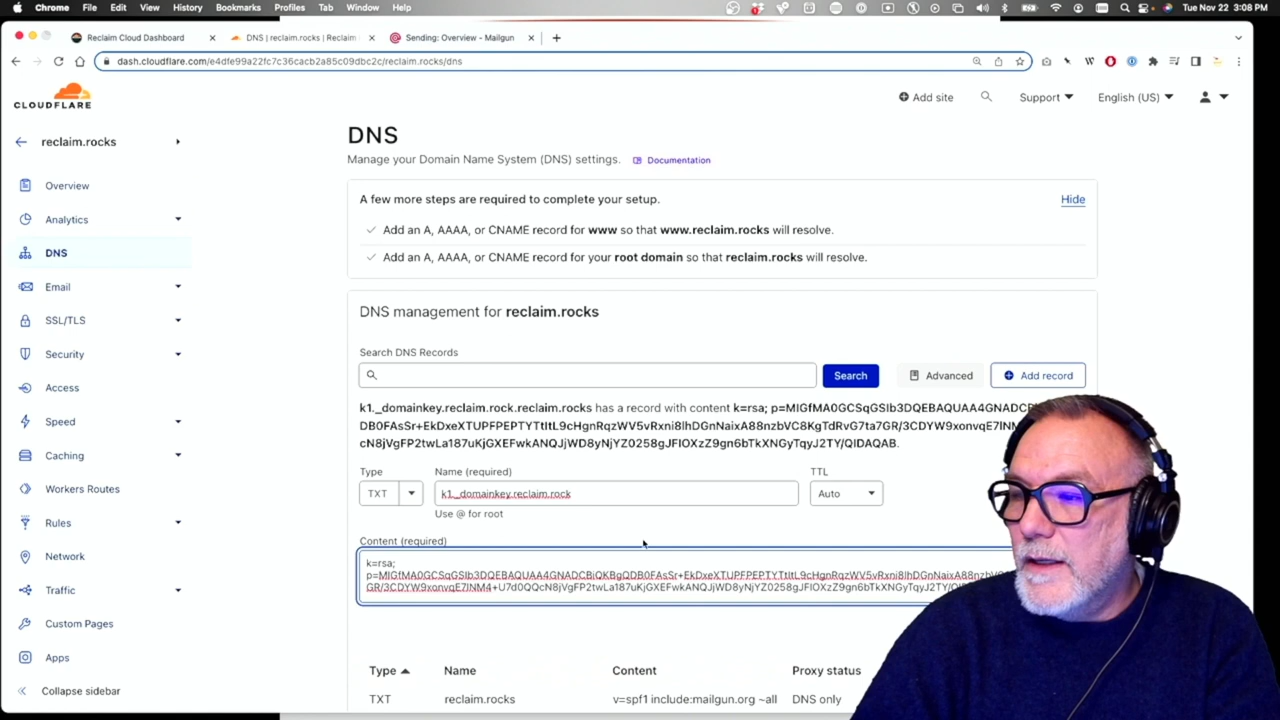 Chrome File Edit View History Bookmarks Profiles Tab Window Help Tue Nov 22 3:08 PM
Reclaim Cloud Dashboard DNS | reclaim.rocks | Reclaim Sending: Overview - Mailgun
dash.cloudflare.com/e4dfe99a22fc7c36cacb2a85c09dbc2c/reclaim.rocks/dns
CLOUDFLARE
Add site Support English (US)
reclaim.rocks
Overview
Analytics
DNS
Email
SSL/TLS
Security
Access
Speed
Caching
Workers Routes
Rules
Network
Traffic
Custom Pages
Apps
Collapse sidebar
DNS
Manage your Domain Name System (DNS) settings. Documentation
A few more steps are required to complete your setup. Hide
Add an A, AAAA, or CNAME record for www so that www.reclaim.rocks will resolve.
Add an A, AAAA, or CNAME record for your root domain so that reclaim.rocks will resolve.
DNS management for reclaim.rocks
Search DNS Records
Search Advanced Add record
k1._domainkey.reclaim.rock.reclaim.rocks has a record with content k=rsa;
Type Name (required) TTL
TXT k1._domainkey.reclaim.rock Auto
Use @ for root
Content (required)
k=rsa;
Type Name Content Proxy status
TXT reclaim.rocks v=spf1 include:mailgun.org ~all DNS only